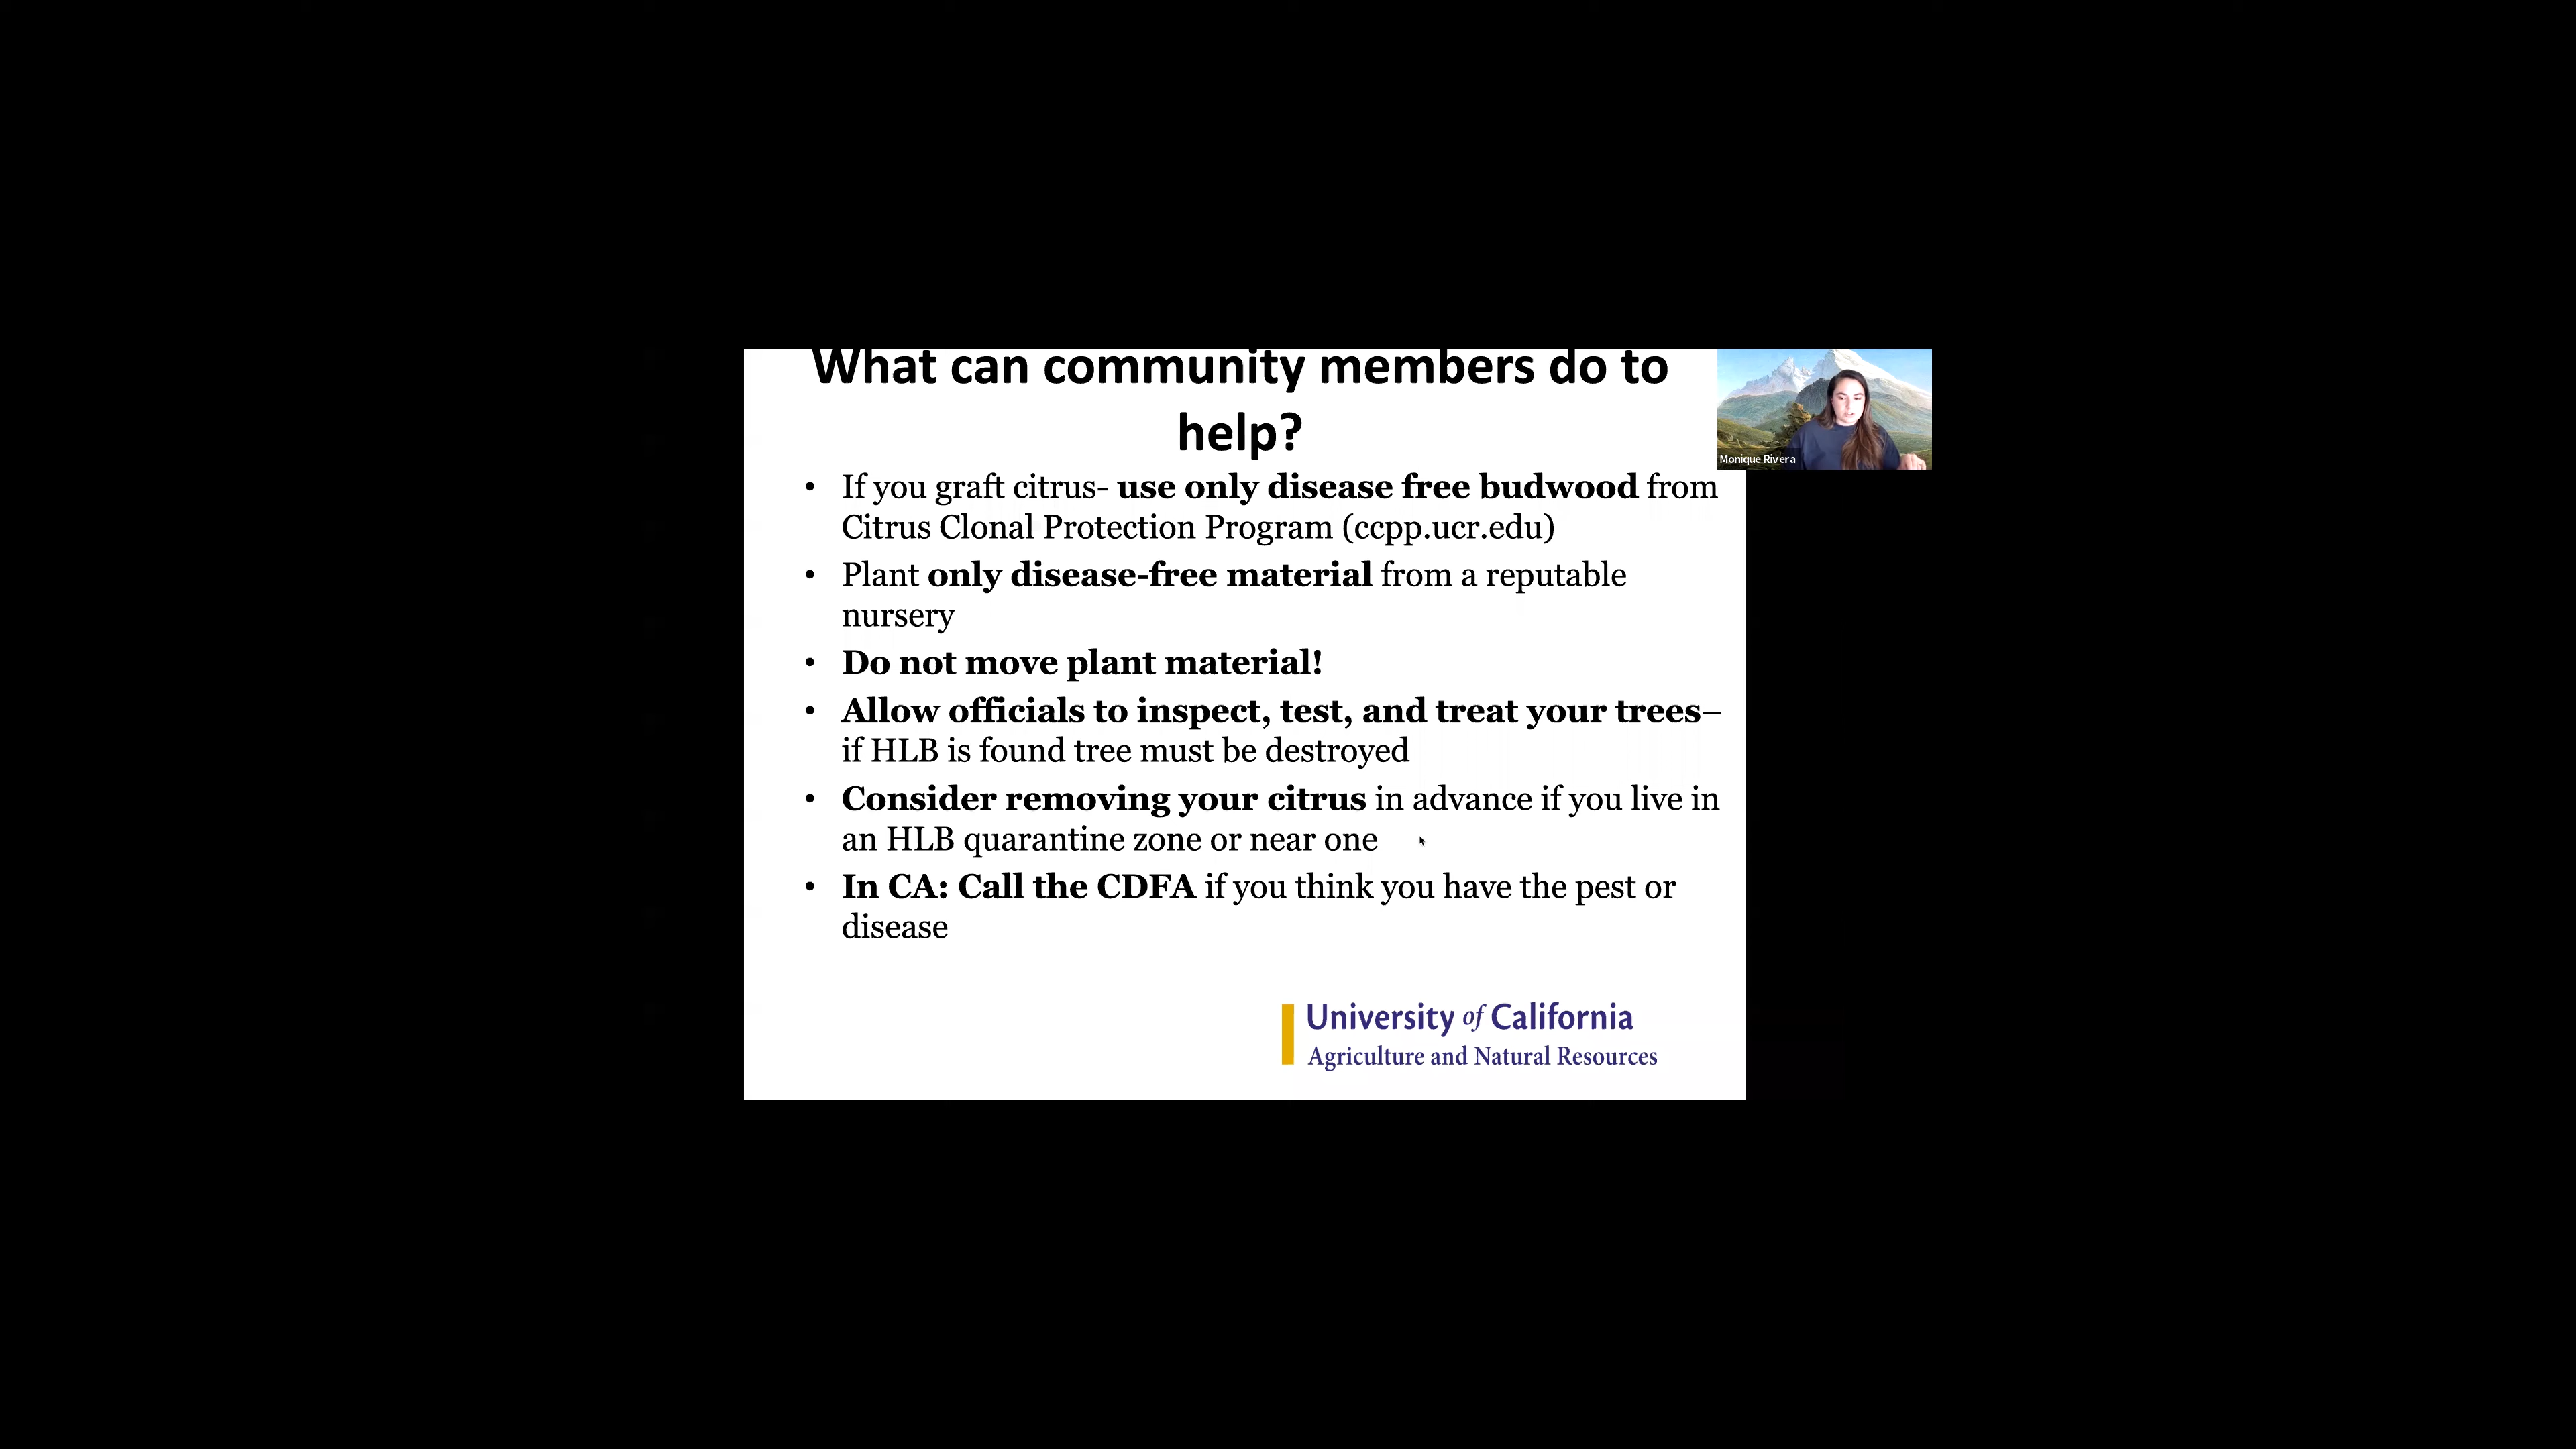 What can community members do to
help?
Monique Rivera
• If you graft citrus- use only disease free budwood from
Citrus Clonal Protection Program (ccpp.ucr.edu)
• Plant only disease-free material from a reputable
nursery
• Do not move plant material!
• Allow officials to inspect, test, and treat your trees–
if HLB is found tree must be destroyed
• Consider removing your citrus in advance if you live in
an HLB quarantine zone or near one
• In CA: Call the CDFA if you think you have the pest or
disease
University of California
Agriculture and Natural Resources